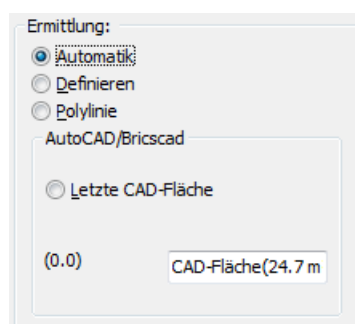 Ermittlung:
Automatik
Definieren
Polylinie
AutoCAD/Bricscad
Letzte CAD-Fläche
(0.0) CAD-Fläche(24.7 m